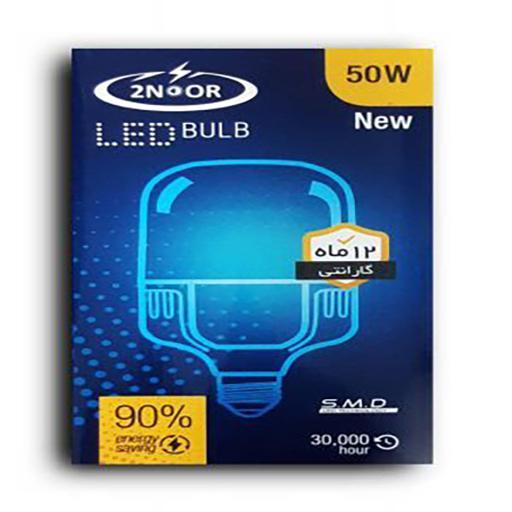 2NOOR
50W
LED BULB
New
۱۲ ماه
گارانتی
90%
energy
saving
S.M.D
30,000
hour